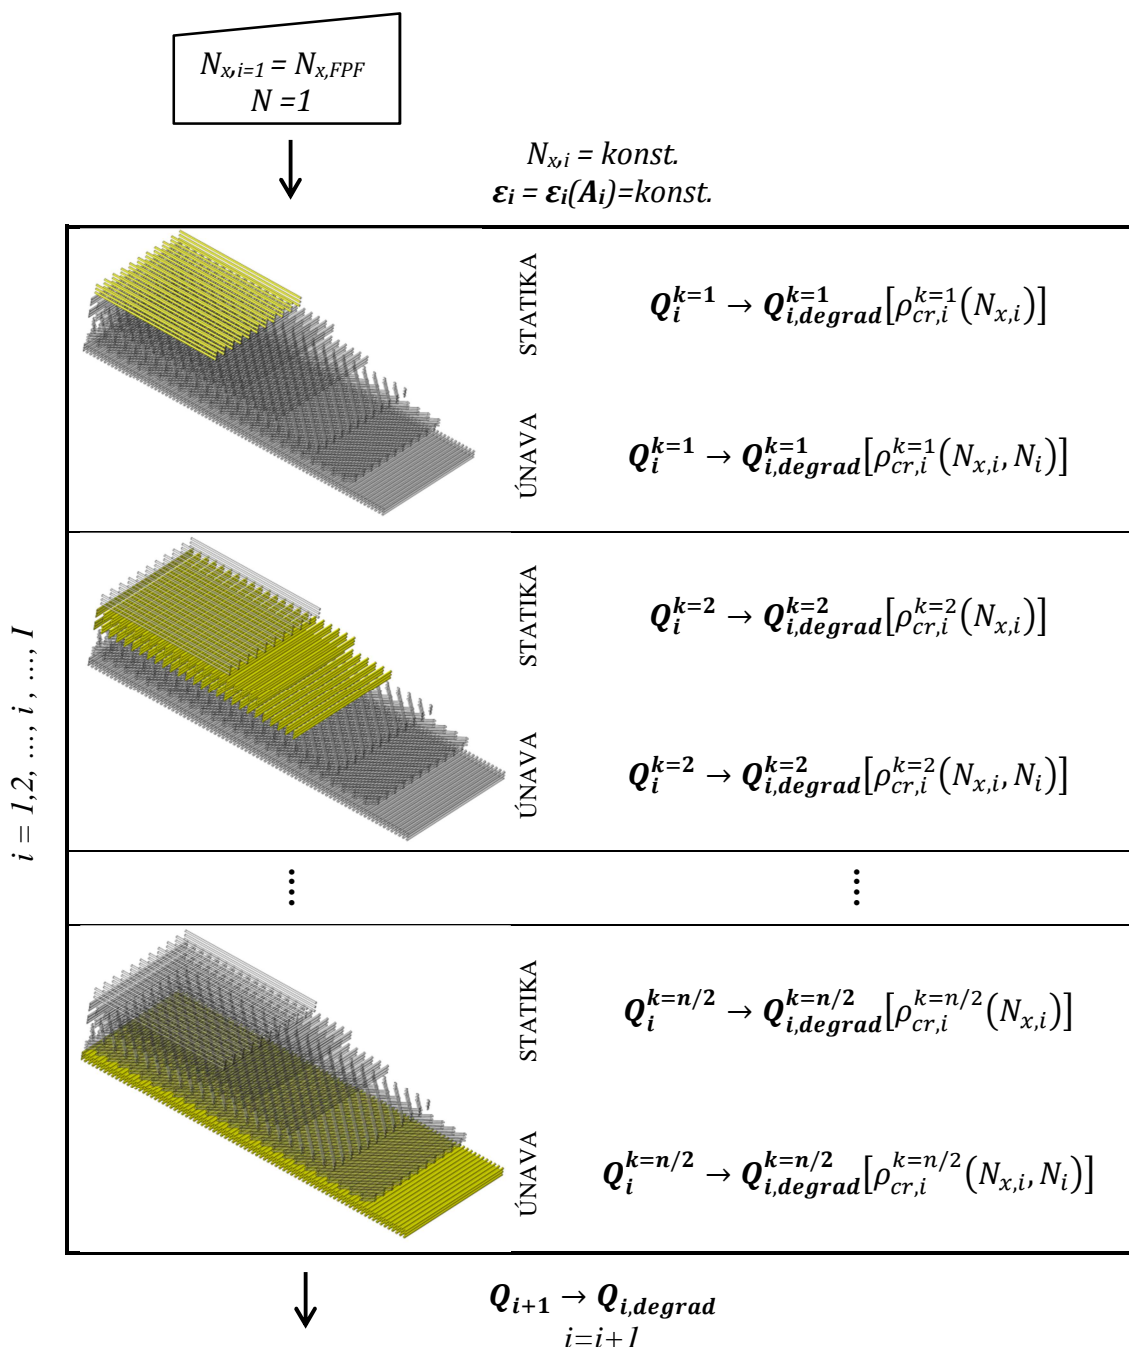 N_{x,i=1} = N_{x,FPF}
N =1
N_{x,i} = konst.
ε_i = ε_i(A_i)=konst.
i = 1,2, ..., i , ..., I
STATIKA
Q_i^{k=1} → Q_{i,degrad}^{k=1}[ρ_{cr,i}^{k=1}(N_{x,i})]
ÚNAVA
Q_i^{k=1} → Q_{i,degrad}^{k=1}[ρ_{cr,i}^{k=1}(N_{x,i}, N_i)]
STATIKA
Q_i^{k=2} → Q_{i,degrad}^{k=2}[ρ_{cr,i}^{k=2}(N_{x,i})]
ÚNAVA
Q_i^{k=2} → Q_{i,degrad}^{k=2}[ρ_{cr,i}^{k=2}(N_{x,i}, N_i)]
STATIKA
Q_i^{k=n/2} → Q_{i,degrad}^{k=n/2}[ρ_{cr,i}^{k=n/2}(N_{x,i})]
ÚNAVA
Q_i^{k=n/2} → Q_{i,degrad}^{k=n/2}[ρ_{cr,i}^{k=n/2}(N_{x,i}, N_i)]
Q_{i+1} → Q_{i,degrad}
i=i+1